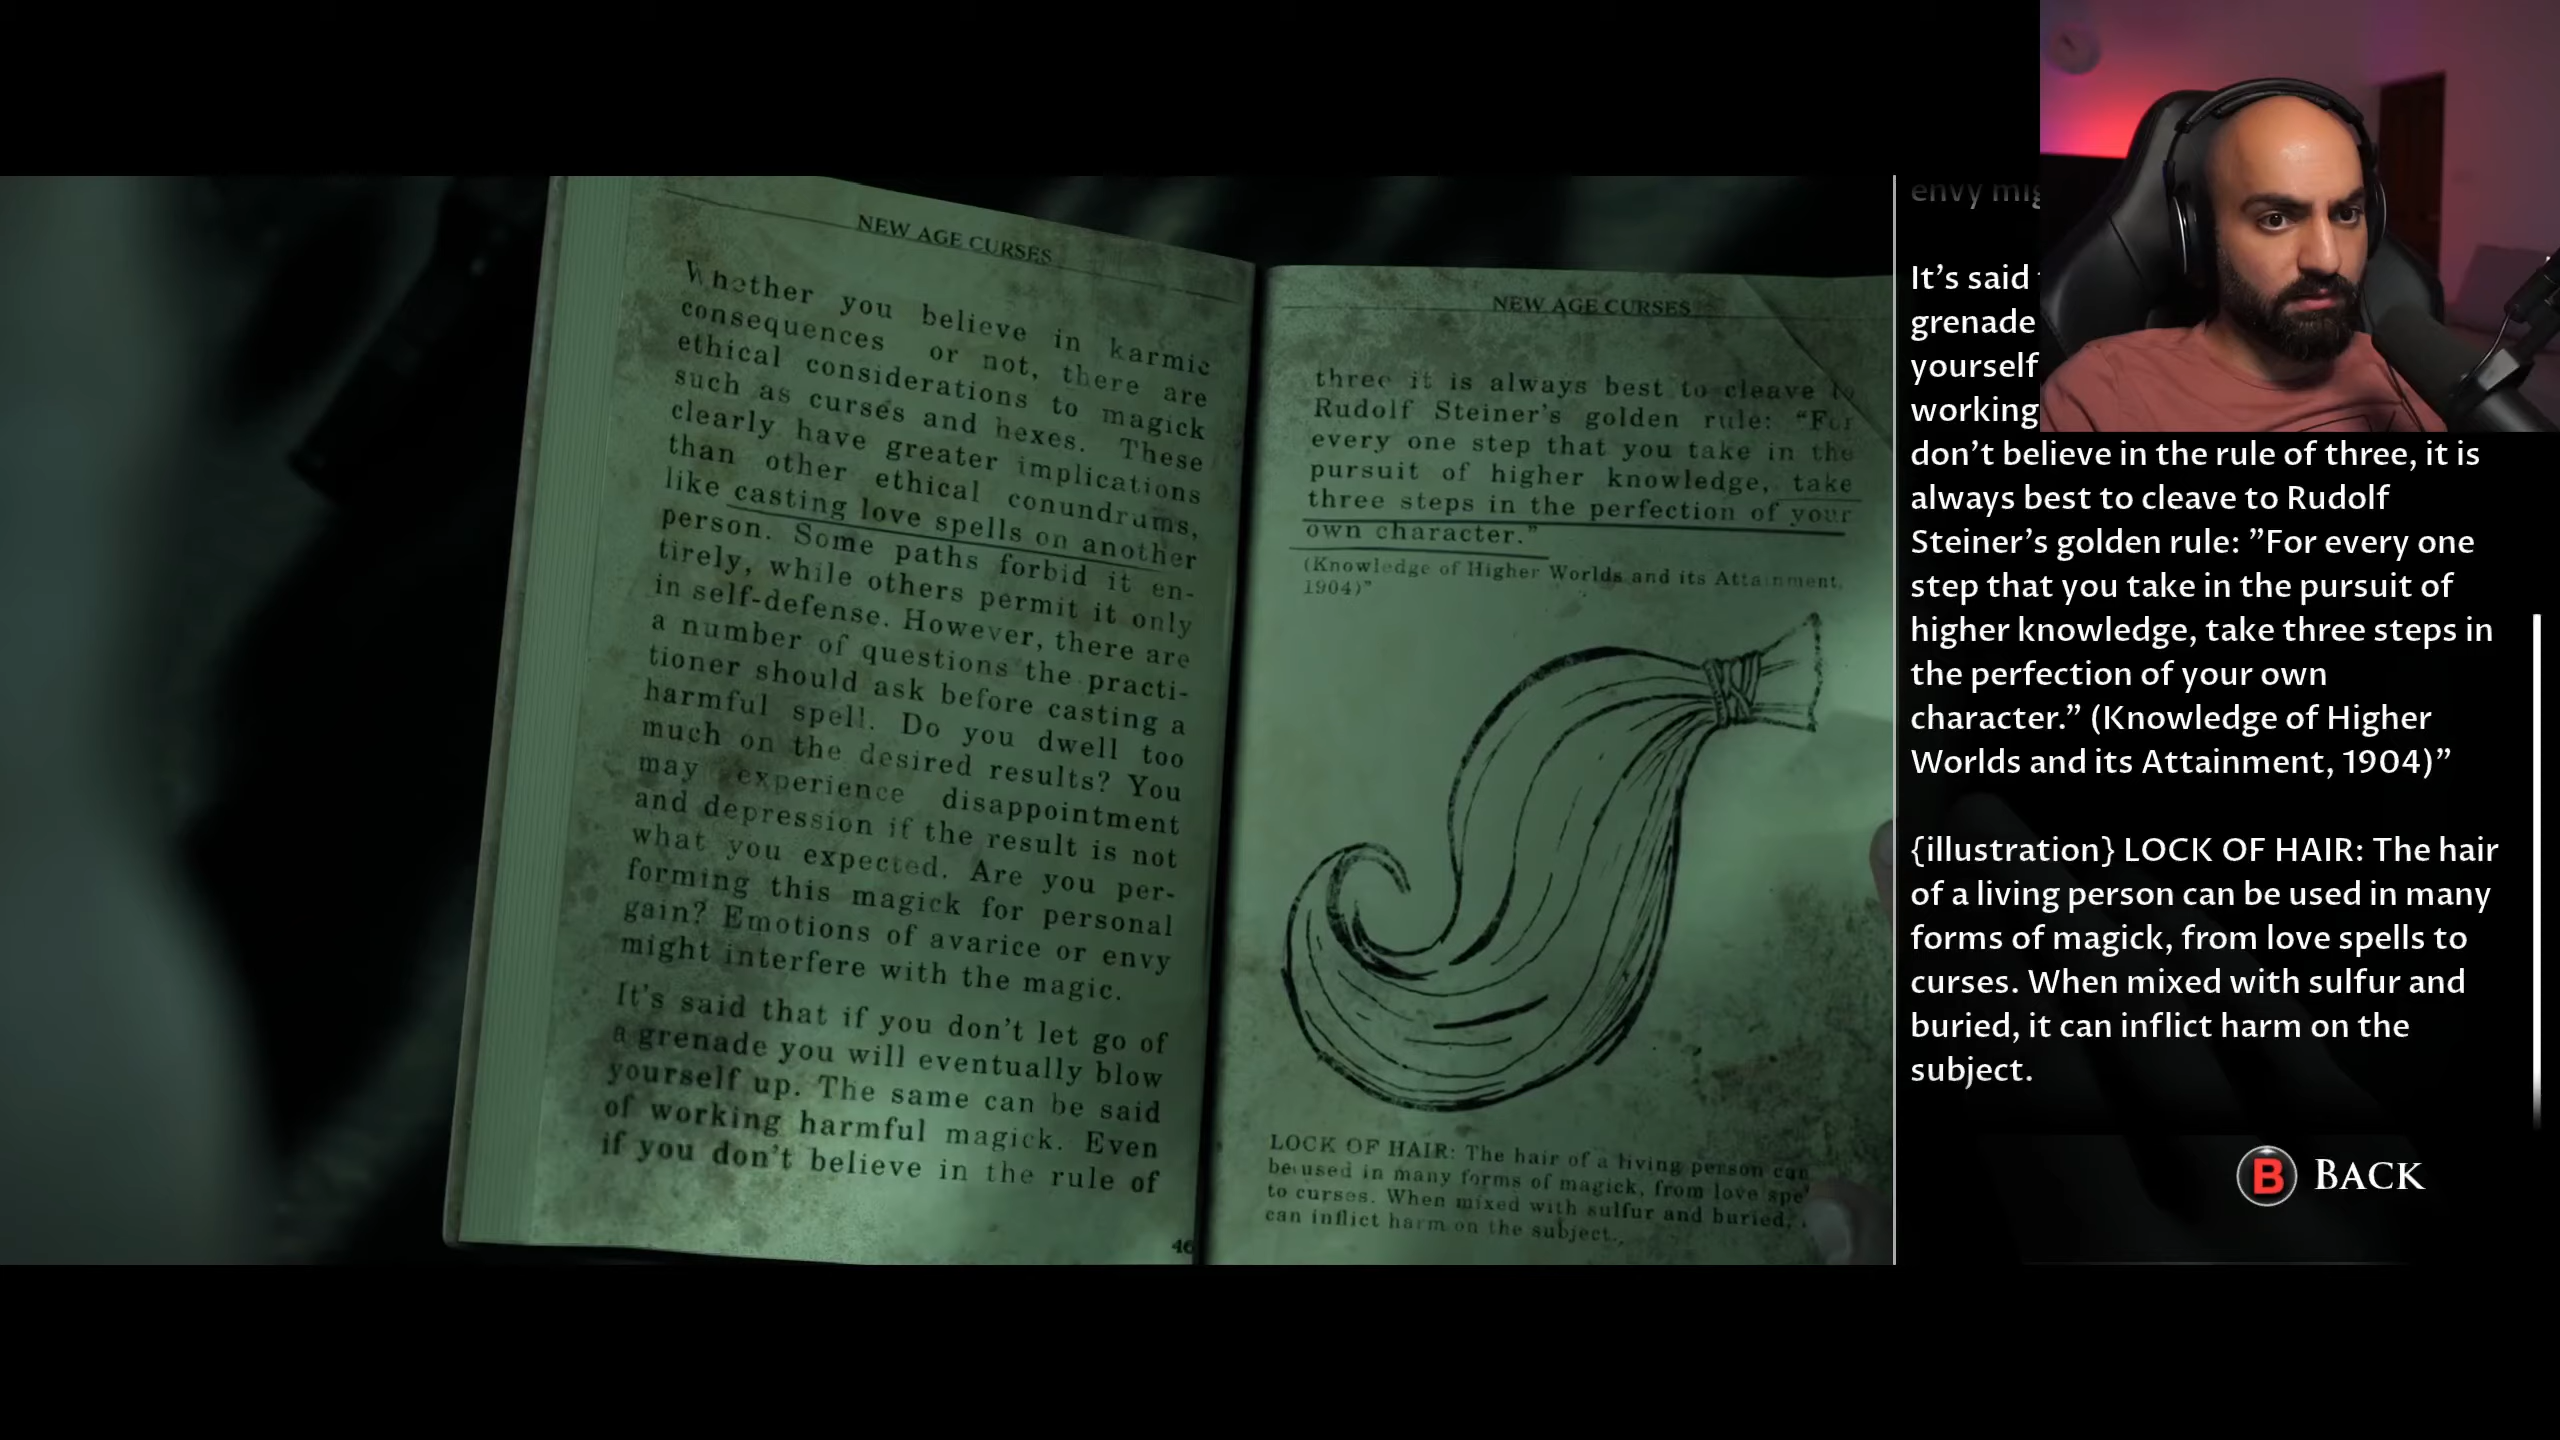 NEW AGE CURSES
Whether you believe in karmic
consequences or not, there are
ethical considerations to magick
such as curses and hexes. These
clearly have greater implications
than other ethical conundrums,
like casting love spells on another
person. Some paths forbid it en-
tirely, while others permit it only
in self-defense. However, there are
a number of questions the practi-
tioner should ask before casting a
harmful spell. Do you dwell too
much on the desired results? You
may experience disappointment
and depression if the result is not
what you expected. Are you per-
forming this magick for personal
gain? Emotions of avarice or envy
might interfere with the magic.
It's said that if you don't let go of
a grenade you will eventually blow
yourself up. The same can be said
of working harmful magick. Even
if you don't believe in the rule of
46
NEW AGE CURSES
three it is always best to cleave to
Rudolf Steiner's golden rule: "For
every one step that you take in the
pursuit of higher knowledge, take
three steps in the perfection of your
own character."
(Knowledge of Higher Worlds and its Attainment,
1904)"
LOCK OF HAIR: The hair of a living person can
be used in many forms of magick, from love spe
to curses. When mixed with sulfur and buried,
can inflict harm on the subject.
envy mig
It's said
grenade
yourself
working
don't believe in the rule of three, it is
always best to cleave to Rudolf
Steiner's golden rule: "For every one
step that you take in the pursuit of
higher knowledge, take three steps in
the perfection of your own
character." (Knowledge of Higher
Worlds and its Attainment, 1904)"
{illustration} LOCK OF HAIR: The hair
of a living person can be used in many
forms of magick, from love spells to
curses. When mixed with sulfur and
buried, it can inflict harm on the
subject.
B BACK